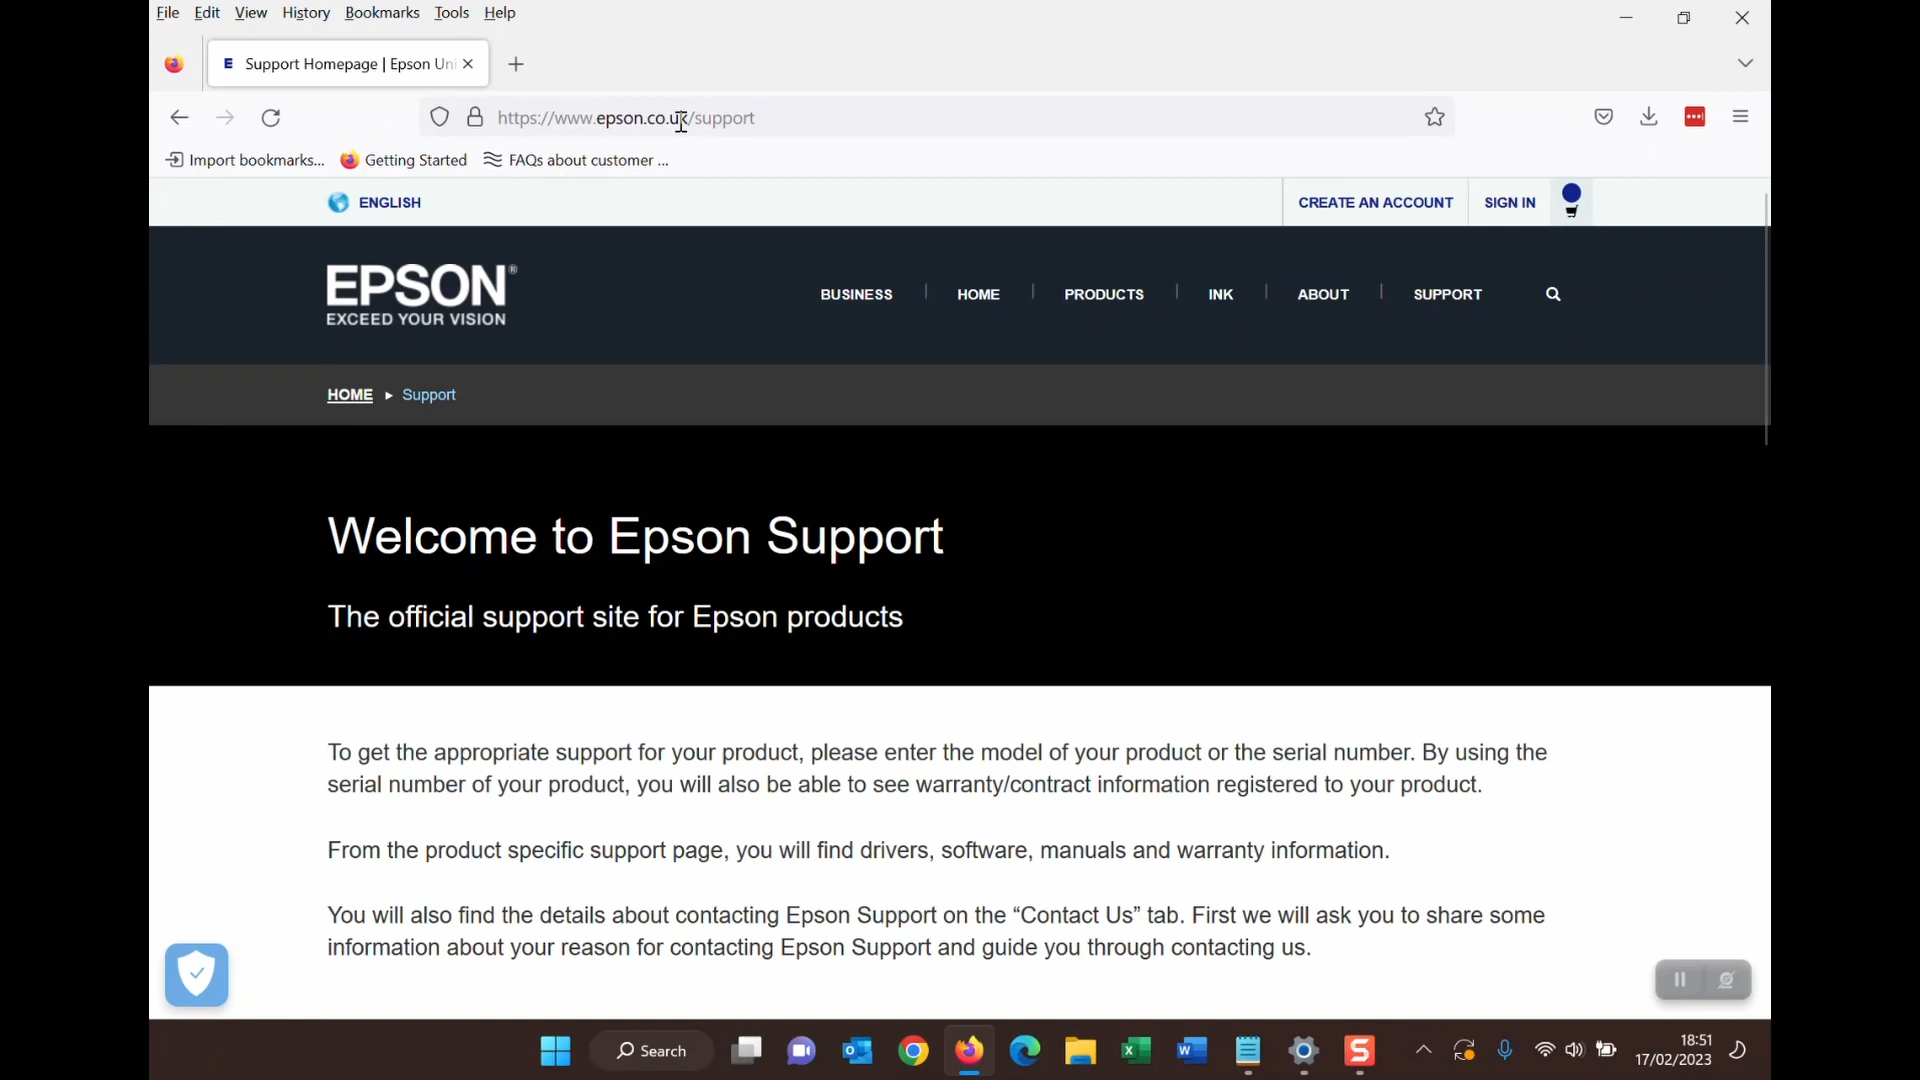 File Edit View History Bookmarks Tools Help
E Support Homepage | Epson Uni
https://www.epson.co.uk/support
Import bookmarks... Getting Started FAQs about customer ...
ENGLISH CREATE AN ACCOUNT SIGN IN
EPSON®
EXCEED YOUR VISION
BUSINESS | HOME | PRODUCTS | INK | ABOUT | SUPPORT
HOME ▸ Support
Welcome to Epson Support
The official support site for Epson products
To get the appropriate support for your product, please enter the model of your product or the serial number. By using the
serial number of your product, you will also be able to see warranty/contract information registered to your product.
From the product specific support page, you will find drivers, software, manuals and warranty information.
You will also find the details about contacting Epson Support on the “Contact Us” tab. First we will ask you to share some
information about your reason for contacting Epson Support and guide you through contacting us.
Search
18:51
17/02/2023